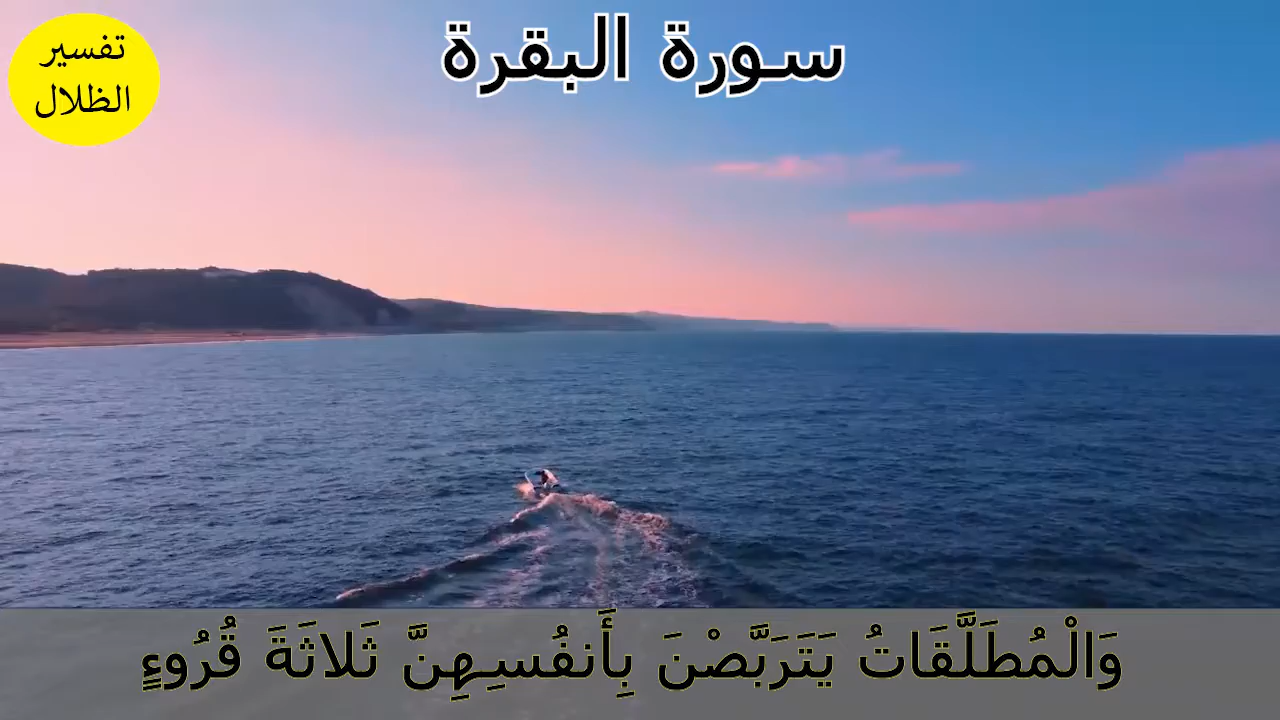 سورة البقرة
تفسير
الظلال
وَالْمُطَلَّقَاتُ يَتَرَبَّصْنَ بِأَنفُسِهِنَّ ثَلاثَةَ قُرُوءٍ